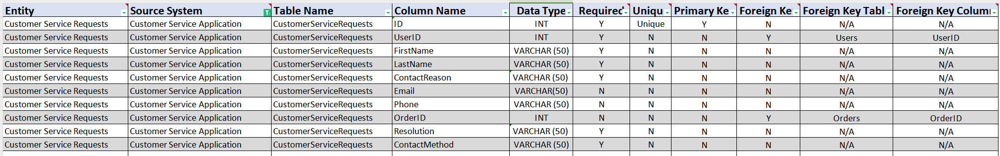 Entity Source System Table Name Column Name Data Type Required Uniqu Primary Ke Foreign Ke Foreign Key Tabl Foreign Key Colum
Customer Service Requests Customer Service Application CustomerServiceRequests ID INT Y Unique Y N N/A N/A
Customer Service Requests Customer Service Application CustomerServiceRequests UserID INT Y N N Y Users UserID
Customer Service Requests Customer Service Application CustomerServiceRequests FirstName VARCHAR (50) Y N N N N/A N/A
Customer Service Requests Customer Service Application CustomerServiceRequests LastName VARCHAR (50) Y N N N N/A N/A
Customer Service Requests Customer Service Application CustomerServiceRequests ContactReason VARCHAR (50) Y N N N N/A N/A
Customer Service Requests Customer Service Application CustomerServiceRequests Email VARCHAR(50) N N N N N/A N/A
Customer Service Requests Customer Service Application CustomerServiceRequests Phone VARCHAR (50) N N N N N/A N/A
Customer Service Requests Customer Service Application CustomerServiceRequests OrderID INT N N N Y Orders OrderID
Customer Service Requests Customer Service Application CustomerServiceRequests Resolution VARCHAR (50) Y N N N N/A N/A
Customer Service Requests Customer Service Application CustomerServiceRequests ContactMethod VARCHAR (50) Y N N N N/A N/A